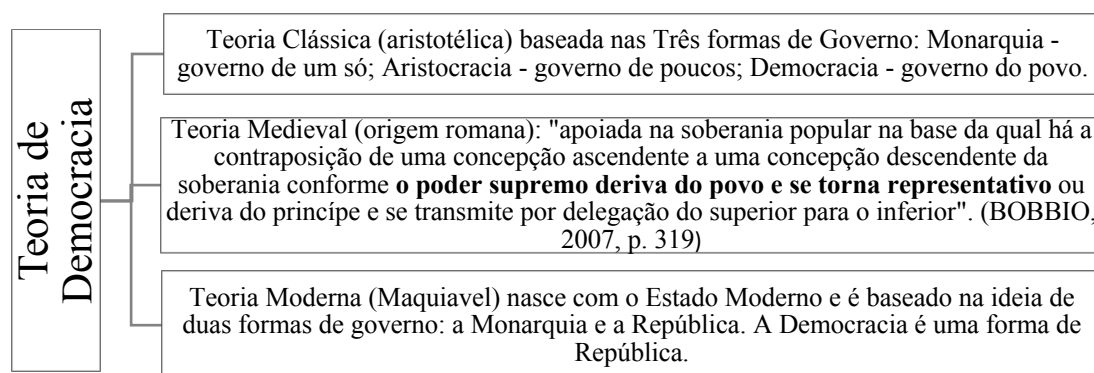 Teoria de
Democracia
Teoria Clássica (aristotélica) baseada nas Três formas de Governo: Monarquia -
governo de um só; Aristocracia - governo de poucos; Democracia - governo do povo.
Teoria Medieval (origem romana): "apoiada na soberania popular na base da qual há a
contraposição de uma concepção ascendente a uma concepção descendente da
soberania conforme o poder supremo deriva do povo e se torna representativo ou
deriva do princípe e se transmite por delegação do superior para o inferior". (BOBBIO,
2007, p. 319)
Teoria Moderna (Maquiavel) nasce com o Estado Moderno e é baseado na ideia de
duas formas de governo: a Monarquia e a República. A Democracia é uma forma de
República.